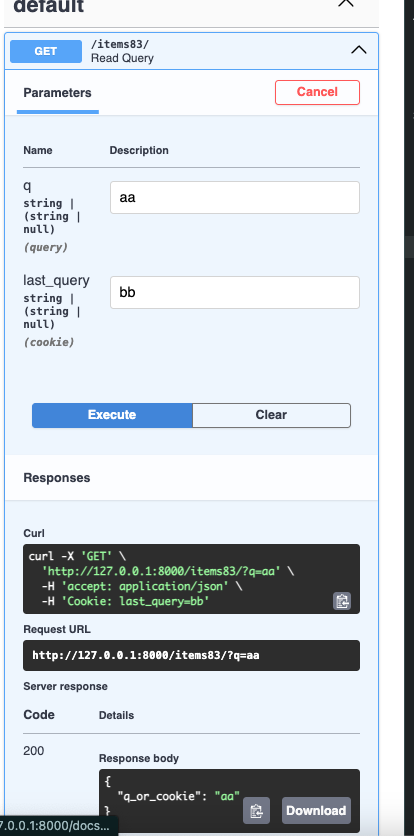 default
GET
/items83/
Read Query
Parameters
Cancel
Name
Description
q
string |
(string |
null)
(query)
aa
last_query
string |
(string |
null)
(cookie)
bb
Execute
Clear
Responses
Curl
curl -X 'GET' \
'http://127.0.0.1:8000/items83/?q=aa' \
-H 'accept: application/json' \
-H 'Cookie: last_query=bb'
Request URL
http://127.0.0.1:8000/items83/?q=aa
Server response
Code
Details
200
Response body
{
"q_or_cookie": "aa"
}
Download
7.0.0.1:8000/docs...